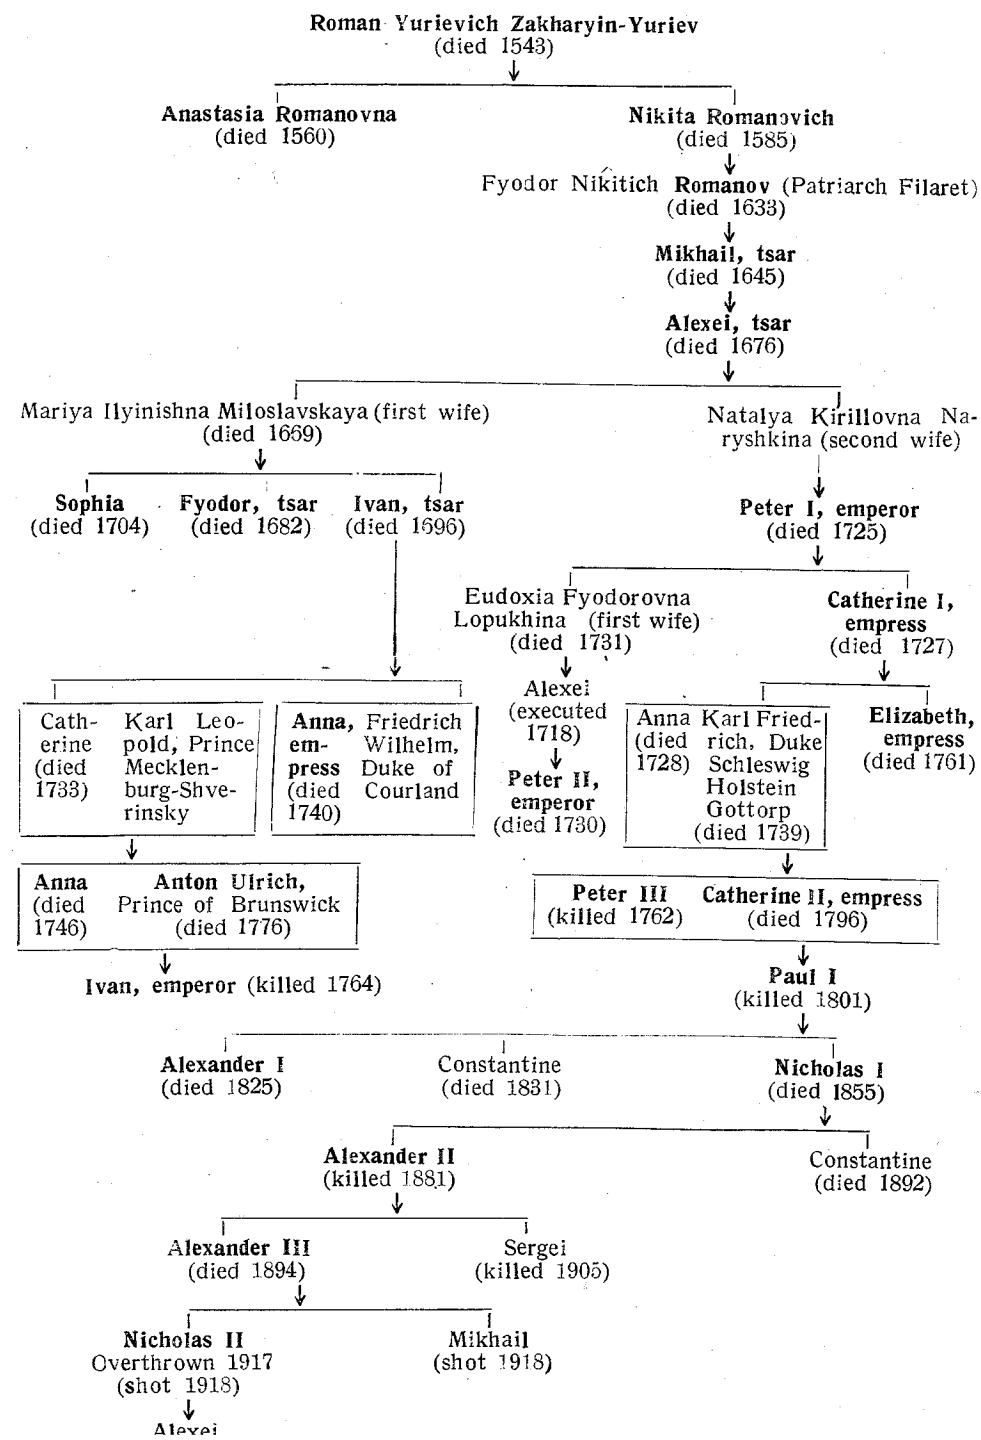 Roman Yurievich Zakharyin-Yuriev
(died 1543)
Anastasia Romanovna
(died 1560)
Nikita Romanovich
(died 1585)
Fyodor Nikitich Romanov (Patriarch Filaret)
(died 1633)
Mikhail, tsar
(died 1645)
Alexei, tsar
(died 1676)
Mariya Ilyinishna Miloslavskaya (first wife)
(died 1669)
Natalya Kirillovna Na-
ryshkina (second wife)
Sophia
(died 1704)
Fyodor, tsar
(died 1682)
Ivan, tsar
(died 1696)
Peter I, emperor
(died 1725)
Eudoxia Fyodorovna
Lopukhina (first wife)
(died 1731)
Catherine I,
empress
(died 1727)
Cath-
erine
(died
1733)
Karl Leo-
pold, Prince
Mecklen-
burg-Shve-
rinsky
Anna,
em-
press
(died
1740)
Friedrich
Wilhelm,
Duke of
Courland
Alexei
(executed
1718)
Peter II,
emperor
(died 1730)
Anna
(died
1728)
Karl Fried-
rich, Duke
Schleswig
Holstein
Gottorp
(died 1739)
Elizabeth,
empress
(died 1761)
Anna
(died
1746)
Anton Ulrich,
Prince of Brunswick
(died 1776)
Peter III
(killed 1762)
Catherine II, empress
(died 1796)
Ivan, emperor (killed 1764)
Paul I
(killed 1801)
Alexander I
(died 1825)
Constantine
(died 1831)
Nicholas I
(died 1855)
Alexander II
(killed 1881)
Constantine
(died 1892)
Alexander III
(died 1894)
Sergei
(killed 1905)
Nicholas II
Overthrown 1917
(shot 1918)
Mikhail
(shot 1918)
Alexei